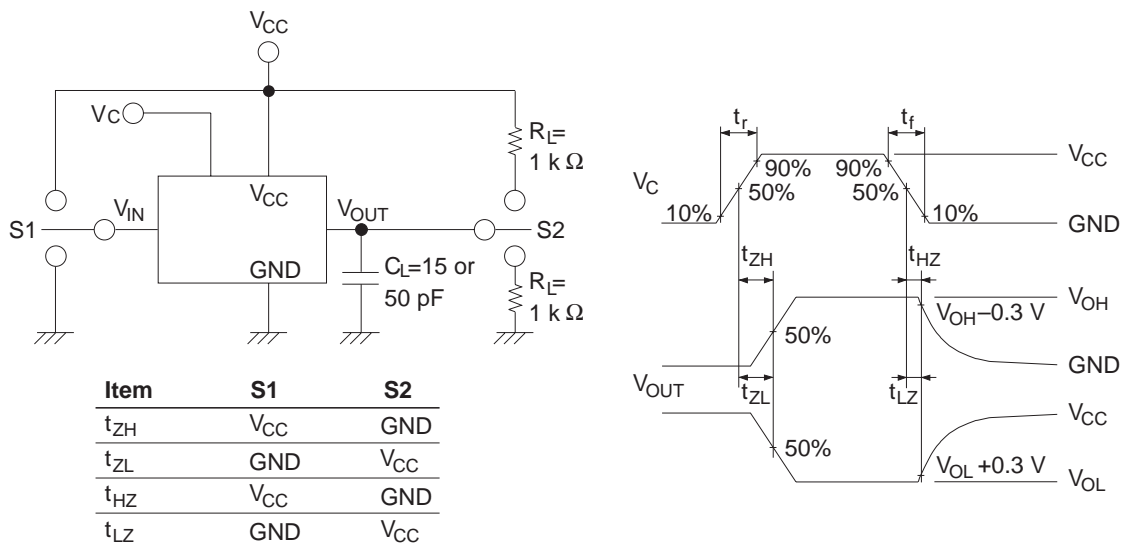 VCC
VC
RL=
1 k Ω
VCC
VIN
VOUT
S1
S2
GND
CL=15 or
50 pF
RL=
1 k Ω
Item S1 S2
tZH VCC GND
tZL GND VCC
tHZ VCC GND
tLZ GND VCC
tr tf
VCC
90% 90%
VC
50% 50%
10% 10%
GND
tZH tHZ
VOH
VOH−0.3 V
50%
GND
VOUT
tZL tLZ
VCC
50%
VOL +0.3 V
VOL